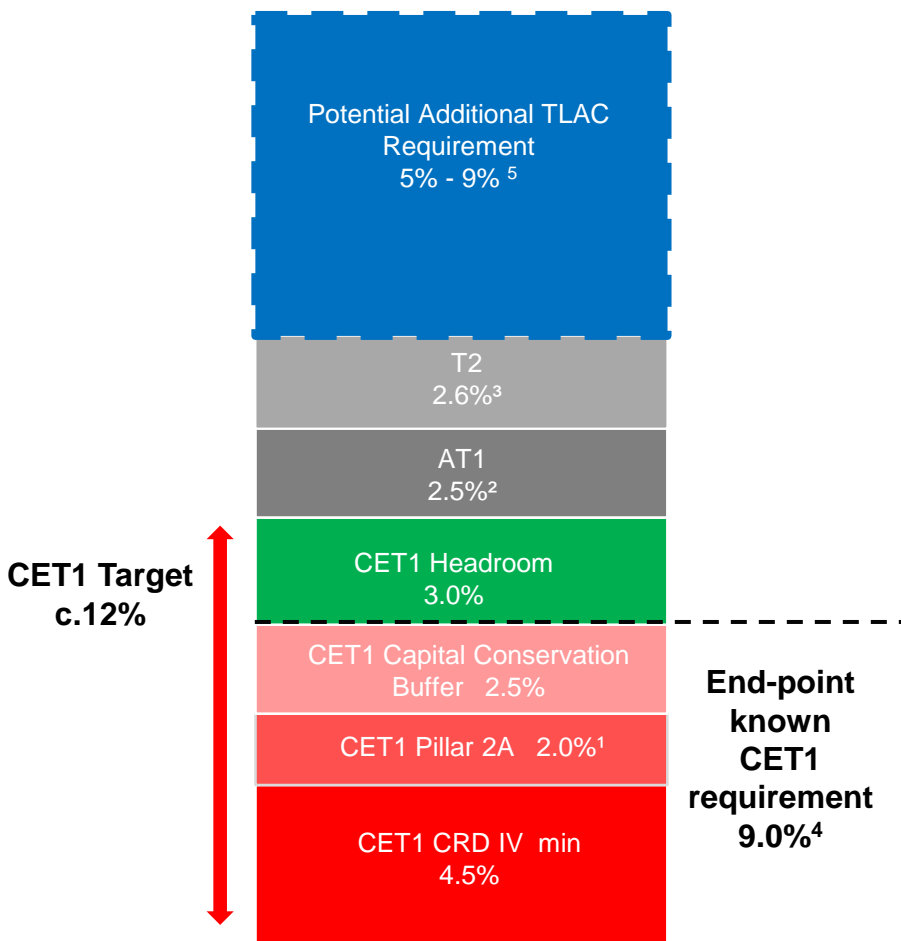 Potential Additional TLAC
Requirement
5% - 9% ⁵
T2
2.6%³
AT1
2.5%²
CET1 Headroom
3.0%
CET1 Target
c.12%
CET1 Capital Conservation
Buffer 2.5%
CET1 Pillar 2A 2.0%¹
CET1 CRD IV min
4.5%
End-point
known
CET1
requirement
9.0%⁴